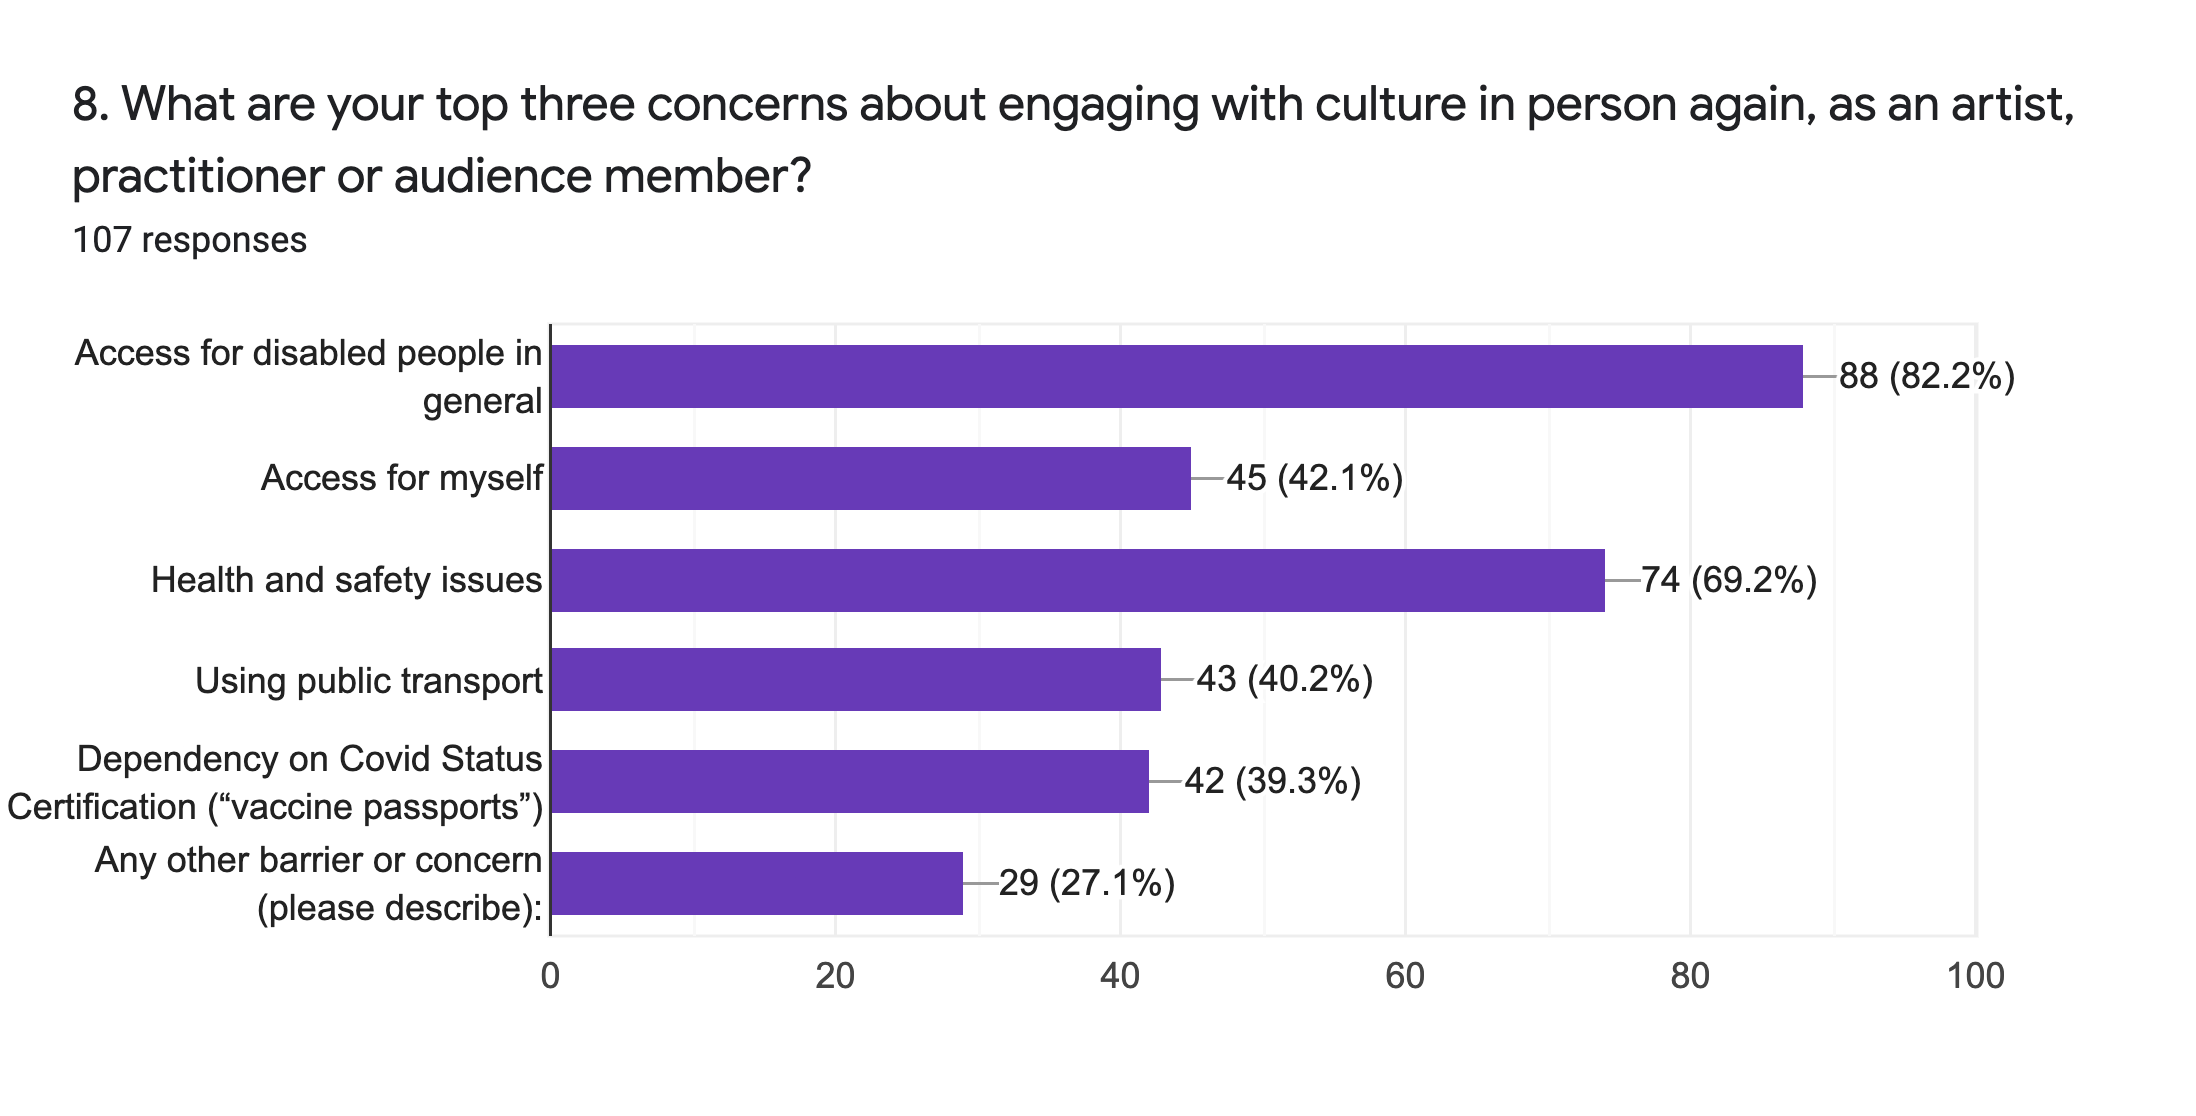 8. What are your top three concerns about engaging with culture in person again, as an artist,
practitioner or audience member?
107 responses
Access for disabled people in
general
88 (82.2%)
Access for myself
45 (42.1%)
Health and safety issues
74 (69.2%)
Using public transport
43 (40.2%)
Dependency on Covid Status
Certification (“vaccine passports”)
42 (39.3%)
Any other barrier or concern
(please describe):
29 (27.1%)
0 20 40 60 80 100